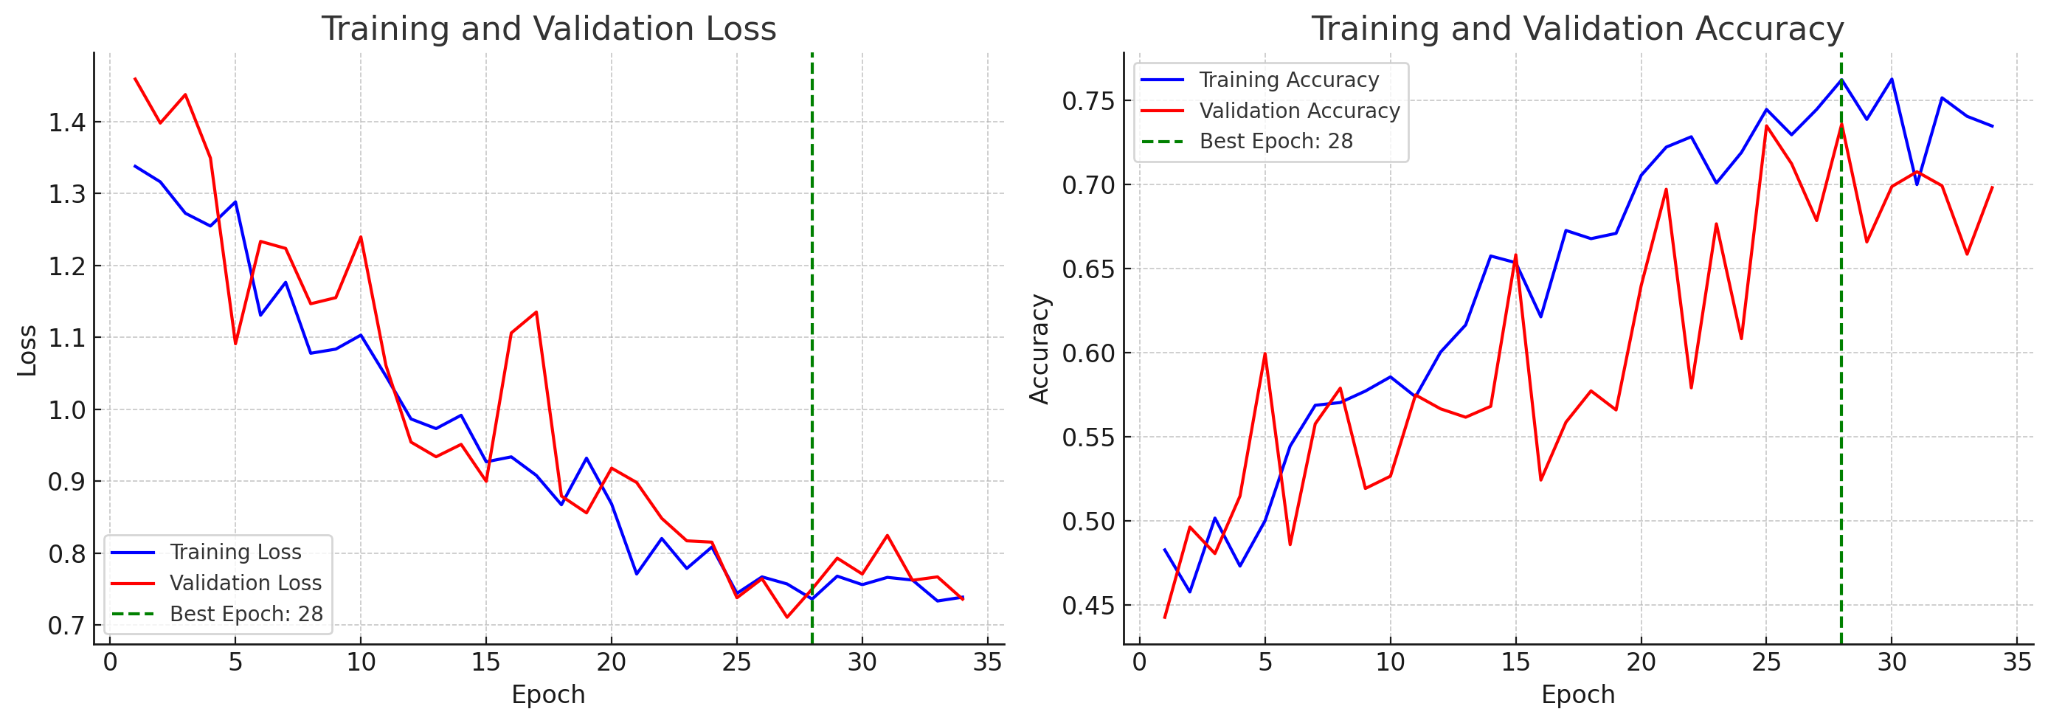 Training and Validation Loss
1.4
1.3
1.2
1.1
1.0
0.9
0.8
0.7
Loss
Training Loss
Validation Loss
Best Epoch: 28
0 5 10 15 20 25 30 35
Epoch
Training and Validation Accuracy
0.75
0.70
0.65
0.60
0.55
0.50
0.45
Accuracy
Training Accuracy
Validation Accuracy
Best Epoch: 28
0 5 10 15 20 25 30 35
Epoch